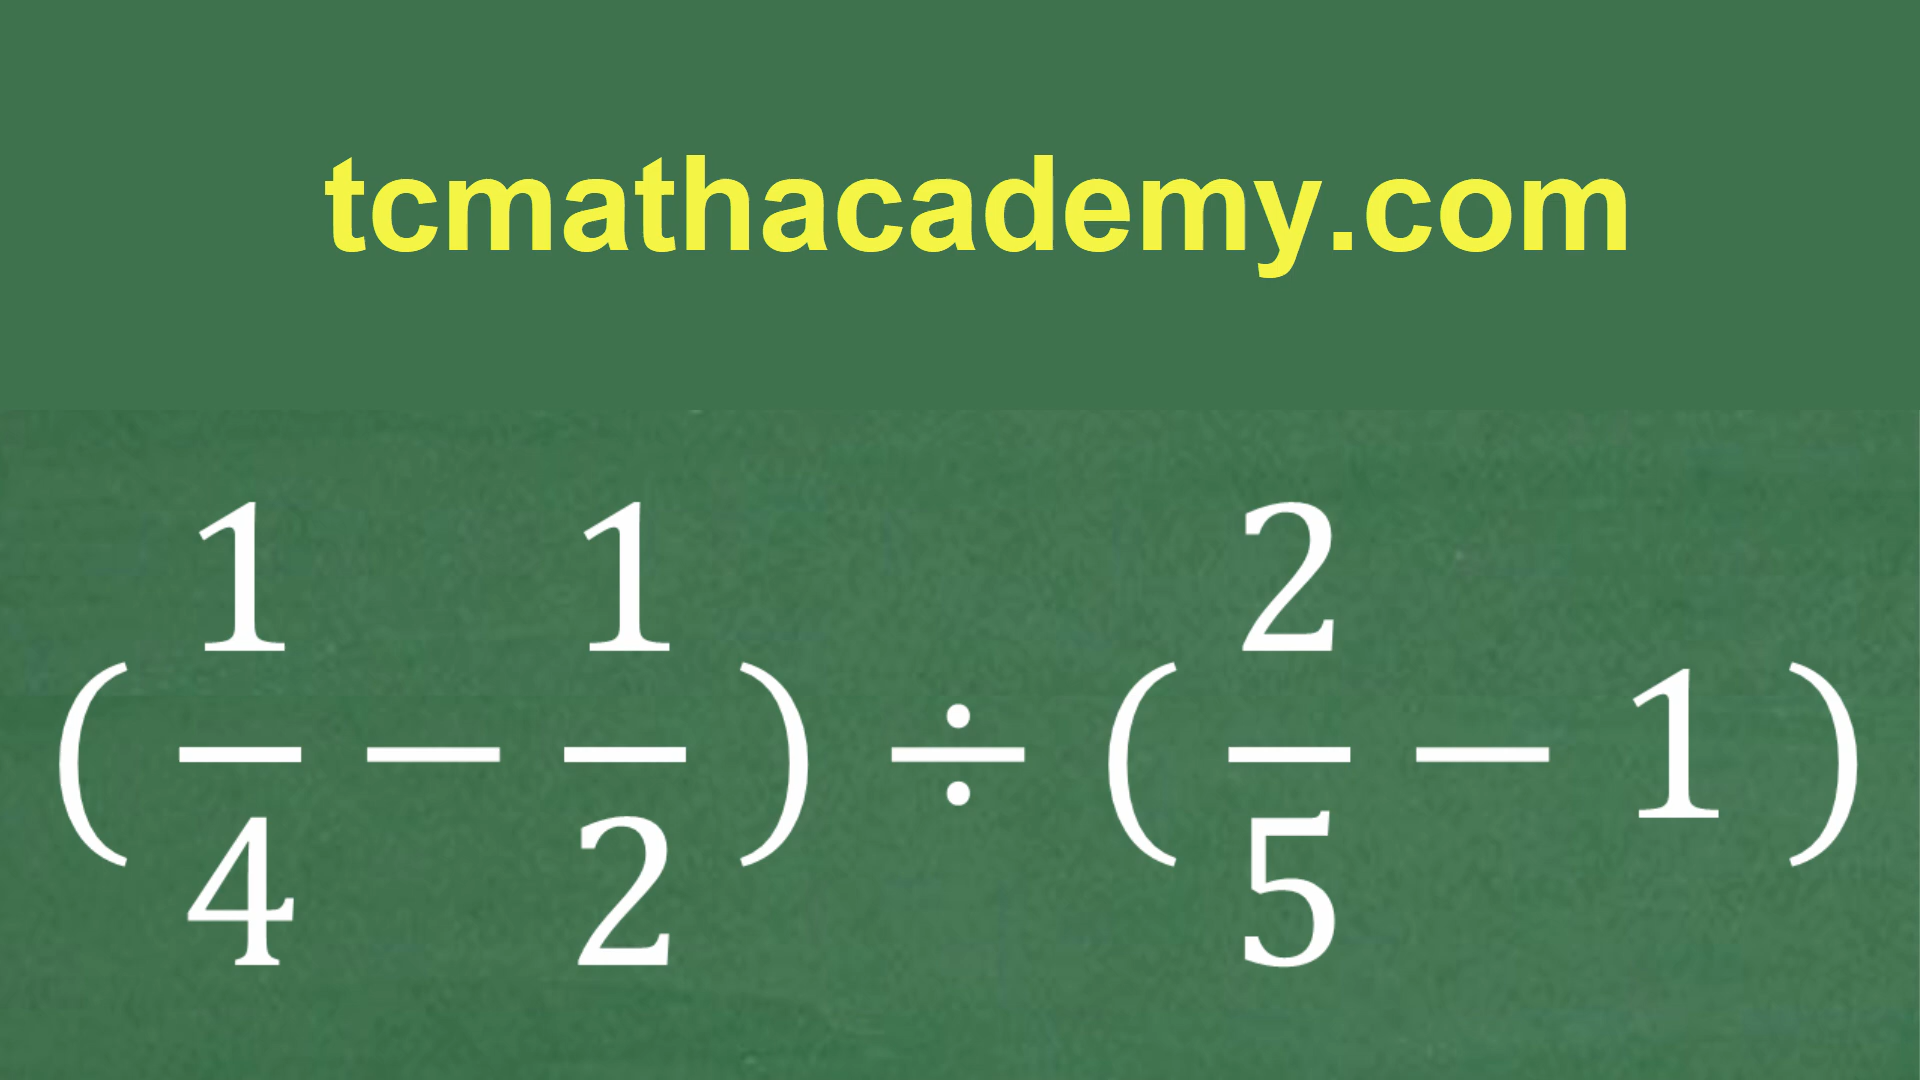 tcmathacademy.com
(1/4 − 1/2) ÷ (2/5 − 1)